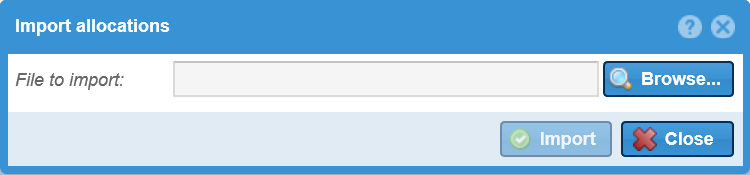 Import allocations
File to import:
Browse...
Import
Close